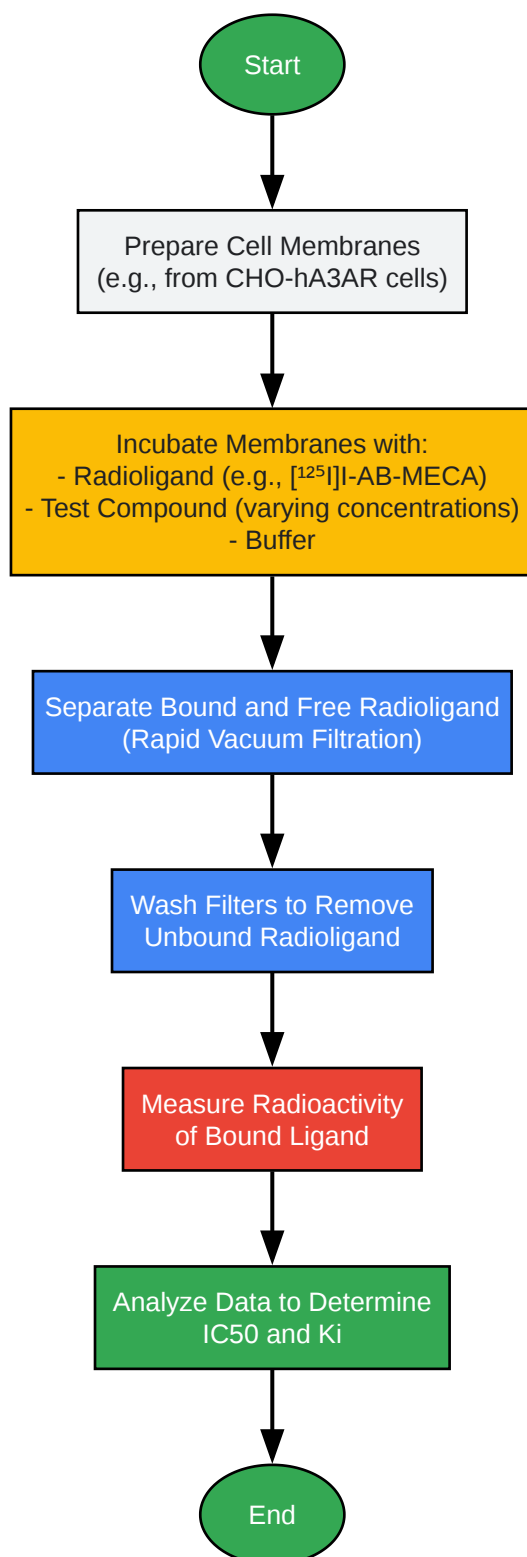 Start
Prepare Cell Membranes
(e.g., from CHO-hA3AR cells)
Incubate Membranes with:
- Radioligand (e.g., [¹²⁵I]I-AB-MECA)
- Test Compound (varying concentrations)
- Buffer
Separate Bound and Free Radioligand
(Rapid Vacuum Filtration)
Wash Filters to Remove
Unbound Radioligand
Measure Radioactivity
of Bound Ligand
Analyze Data to Determine
IC50 and Ki
End